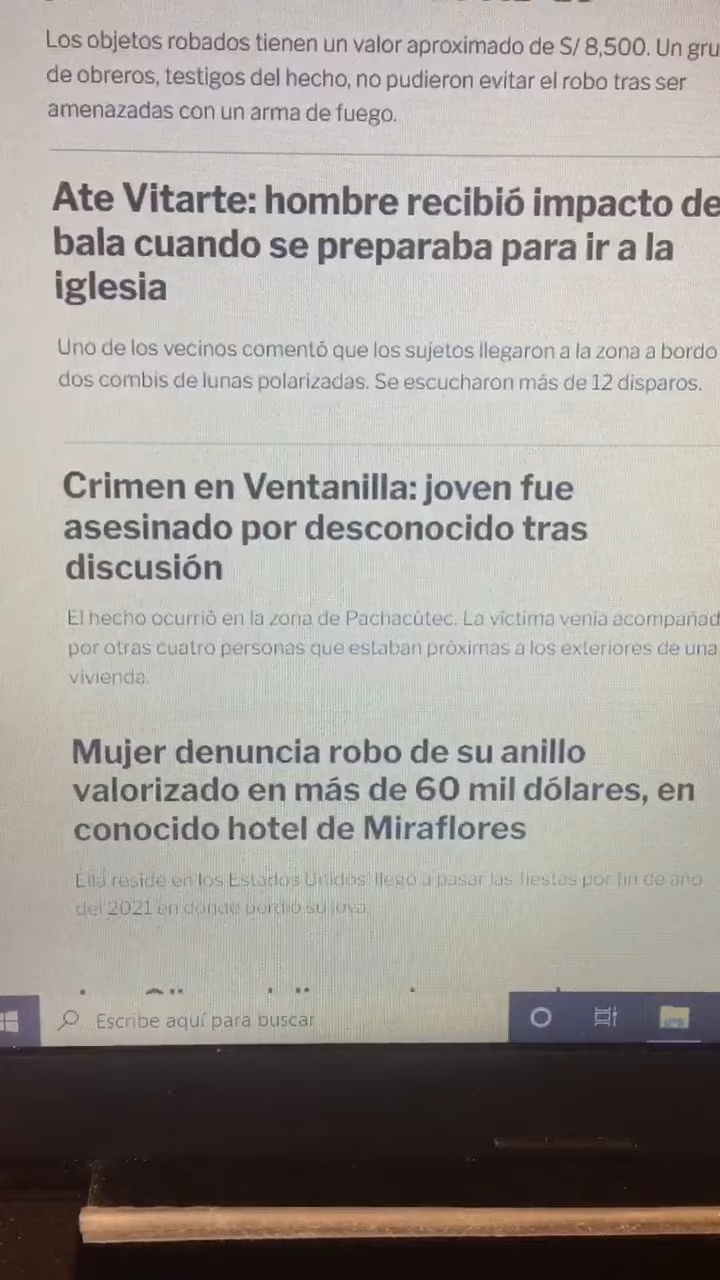 Los objetos robados tienen un valor aproximado de S/ 8,500. Un gru
de obreros, testigos del hecho, no pudieron evitar el robo tras ser
amenazadas con un arma de fuego.
Ate Vitarte: hombre recibió impacto de
bala cuando se preparaba para ir a la
iglesia
Uno de los vecinos comentó que los sujetos llegaron a la zona a bordo
dos combis de lunas polarizadas. Se escucharon más de 12 disparos.
Crimen en Ventanilla: joven fue
asesinado por desconocido tras
discusión
El hecho ocurrió en la zona de Pachacútec. La víctima venía acompañad
por otras cuatro personas que estaban próximas a los exteriores de una
vivienda.
Mujer denuncia robo de su anillo
valorizado en más de 60 mil dólares, en
conocido hotel de Miraflores
Ella reside en los Estados Unidos, llegó a pasar las fiestas por fin de año
del 2021 en donde perdió su joya
Escribe aquí para buscar